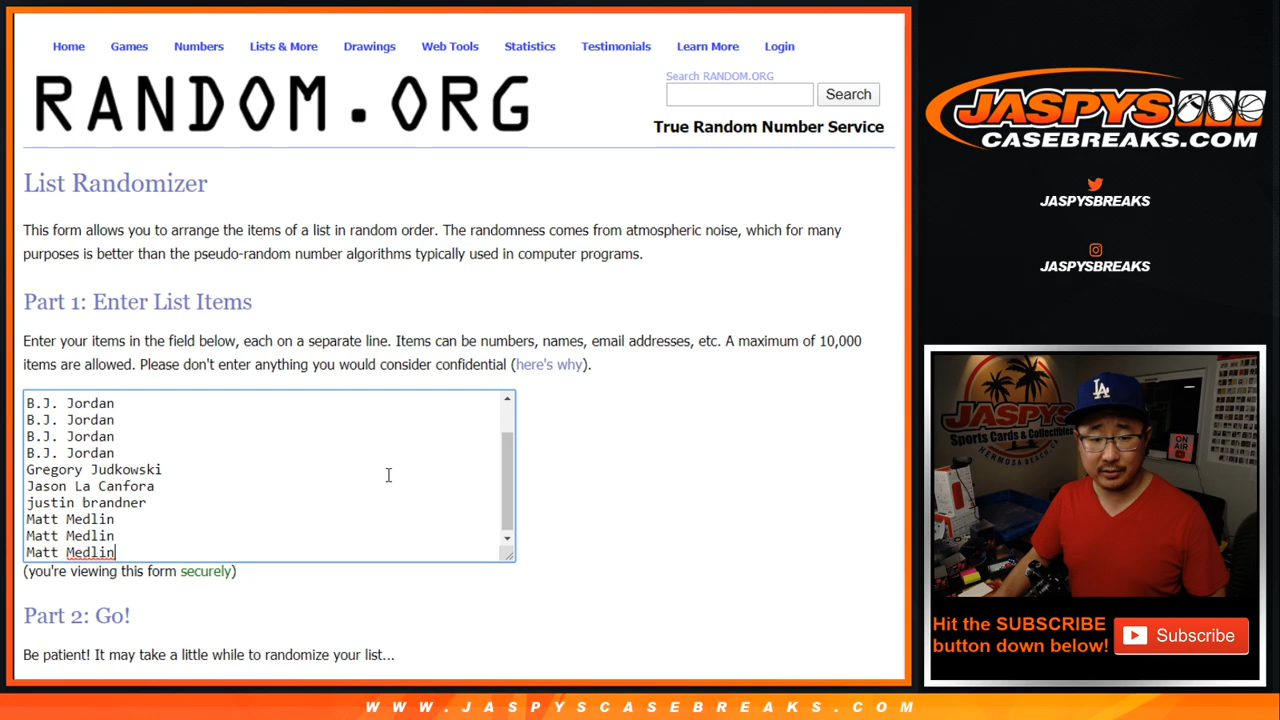 Home Games Numbers Lists & More Drawings Web Tools Statistics Testimonials Learn More Login
RANDOM.ORG
Search RANDOM.ORG
Search
True Random Number Service
List Randomizer
This form allows you to arrange the items of a list in random order. The randomness comes from atmospheric noise, which for many
purposes is better than the pseudo-random number algorithms typically used in computer programs.
Part 1: Enter List Items
Enter your items in the field below, each on a separate line. Items can be numbers, names, email addresses, etc. A maximum of 10,000
items are allowed. Please don't enter anything you would consider confidential (here's why).
B.J. Jordan
B.J. Jordan
B.J. Jordan
B.J. Jordan
Gregory Judkowski
Jason La Canfora
justin brandner
Matt Medlin
Matt Medlin
Matt Medlin
(you're viewing this form securely)
Part 2: Go!
Be patient! It may take a little while to randomize your list...
JASPYS
CASEBREAKS.COM
JASPYSBREAKS
JASPYSBREAKS
JASPYS
Sports Cards & Collectibles
HERMOSA BEACH
LA
ON AIR
Hit the SUBSCRIBE
button down below!
Subscribe
WWW.JASPYSCASEBREAKS.COM